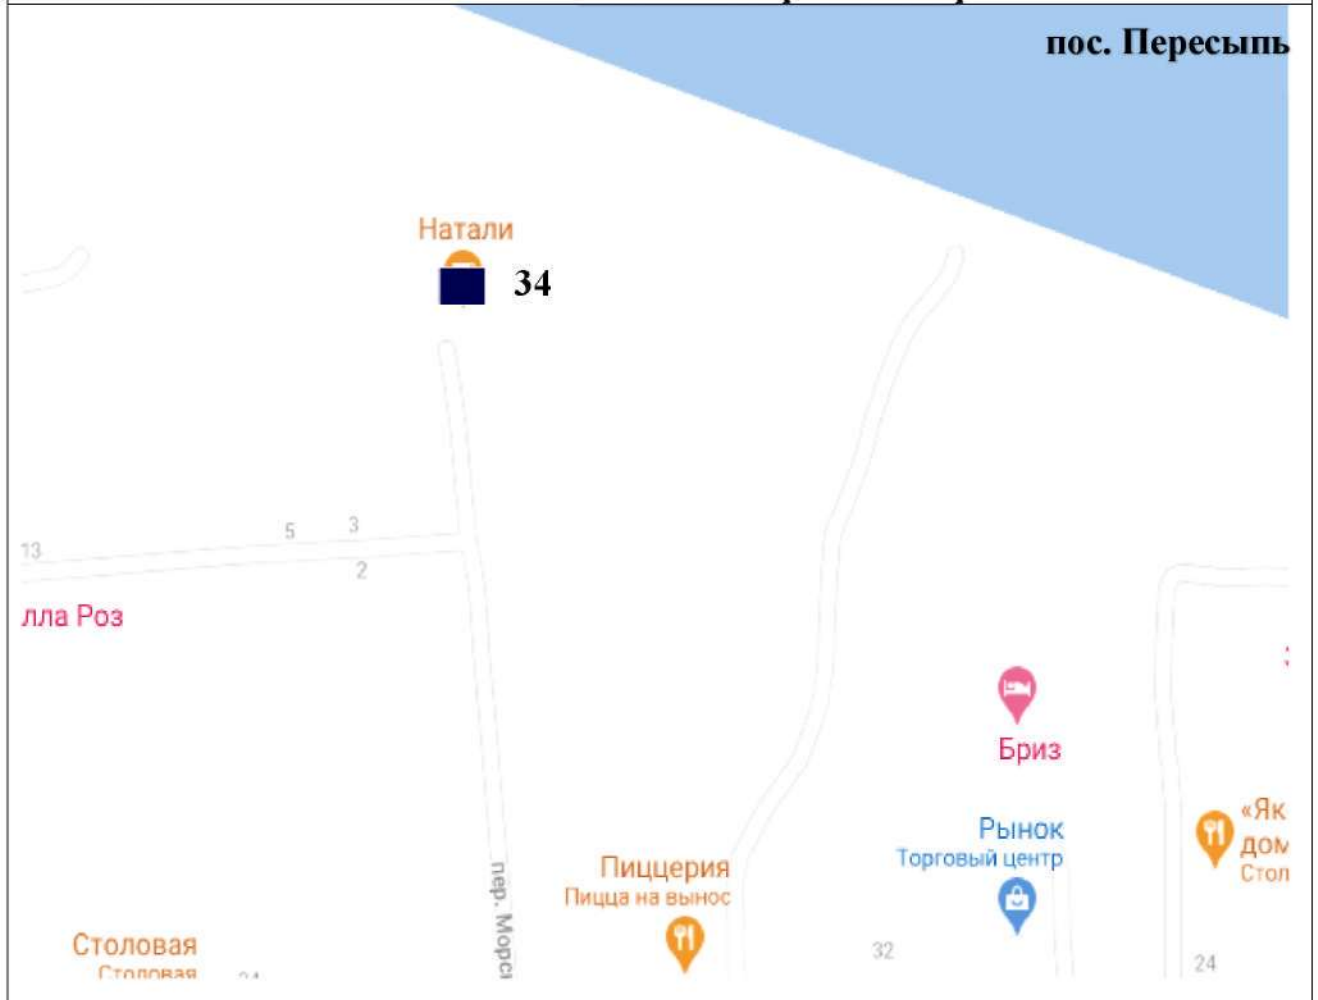 пос. Пересыпь
Натали
34
5
3
13
2
лла Роз
Бриз
«Як
дом
Стол
Рынок
Торговый центр
Пиццерия
Пицца на вынос
пер. Морс
Столовая
Столовая
32
24